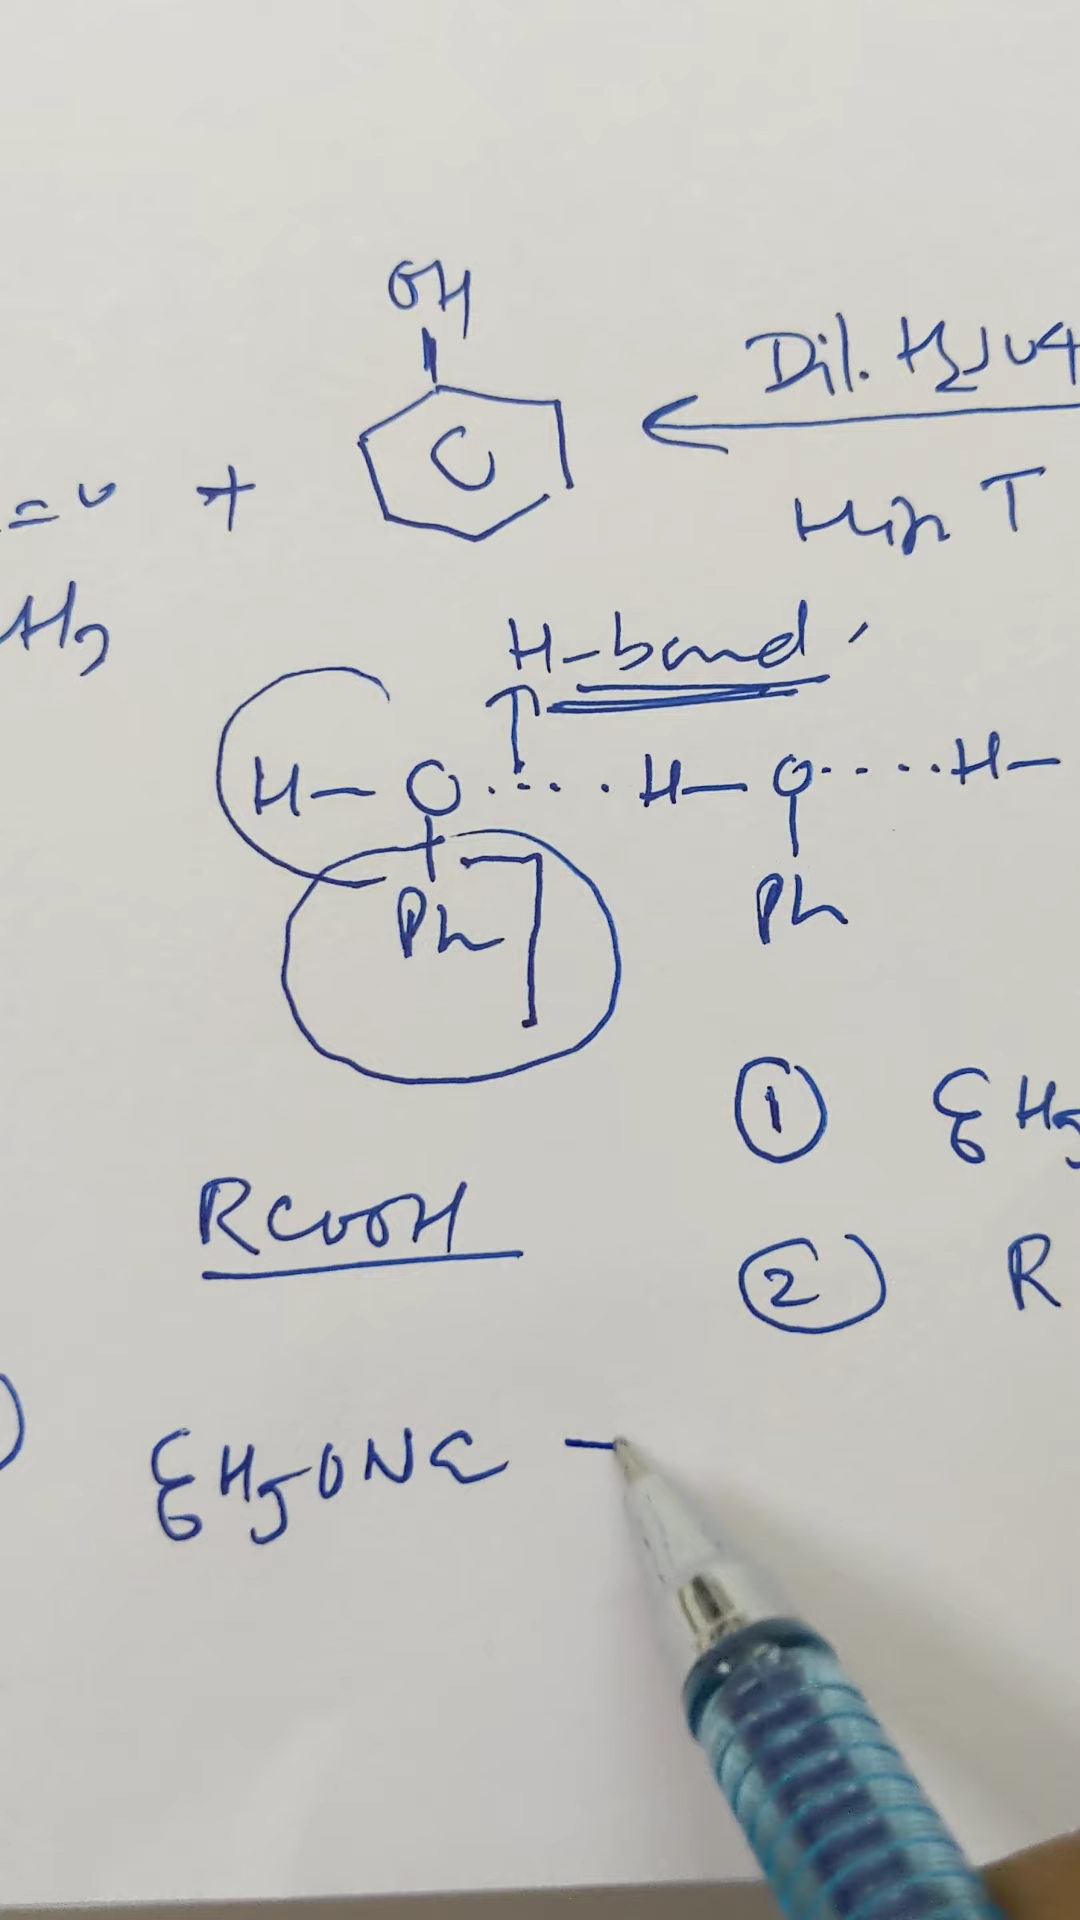 OH
Dil. H2SO4
=O +
High T
H-bond
H-O.....H-O.....H-
Ph Ph
① C6H5
RCOOH
② R
C6H5ONa -